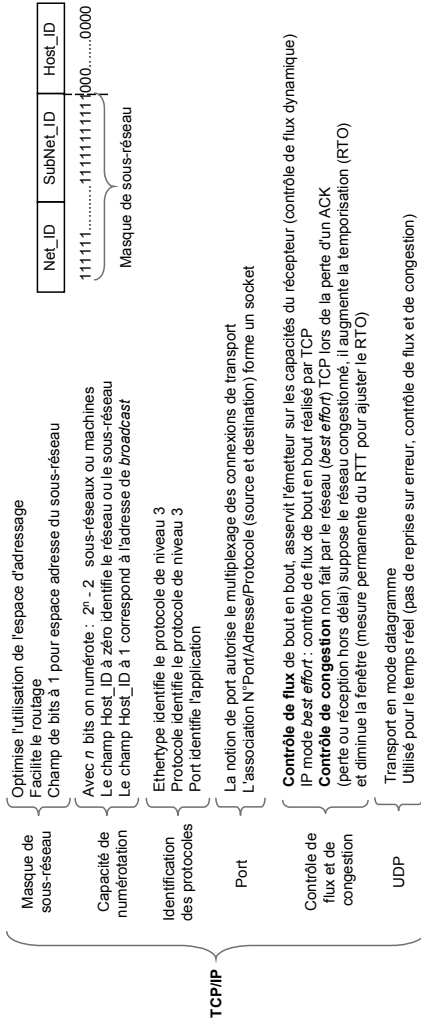 TCP/IP
Masque de
sous-réseau
Optimise l'utilisation de l'espace d'adressage
Facilite le routage
Champ de bits à 1 pour espace adresse du sous-réseau
Net_ID SubNet_ID Host_ID
111111..........1111111111111000.........0000
Masque de sous-réseau
Capacité de
numérotation
Avec n bits on numérote : 2ⁿ - 2 sous-réseaux ou machines
Le champ Host_ID à zéro identifie le réseau ou le sous-réseau
Le champ Host_ID à 1 correspond à l'adresse de broadcast
Identification
des protocoles
Ethertype identifie le protocole de niveau 3
Protocole identifie le protocole de niveau 3
Port identifie l'application
Port
La notion de port autorise le multiplexage des connexions de transport
L'association N°Port/Adresse/Protocole (source et destination) forme un socket
Contrôle de
flux et de
congestion
Contrôle de flux de bout en bout, asservit l'émetteur sur les capacités du récepteur (contrôle de flux dynamique)
IP mode best effort : contrôle de flux de bout en bout réalisé par TCP
Contrôle de congestion non fait par le réseau (best effort) TCP lors de la perte d'un ACK
(perte ou réception hors délai) suppose le réseau congestionné, il augmente la temporisation (RTO)
et diminue la fenêtre (mesure permanente du RTT pour ajuster le RTO)
UDP
Transport en mode datagramme
Utilisé pour le temps réel (pas de reprise sur erreur, contrôle de flux et de congestion)